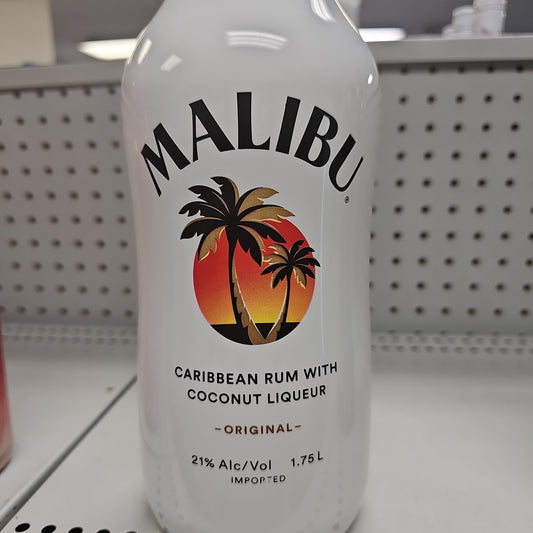 MALIBU
®
CARIBBEAN RUM WITH
COCONUT LIQUEUR
-ORIGINAL-
21% Alc/Vol 1.75 L
IMPORTED